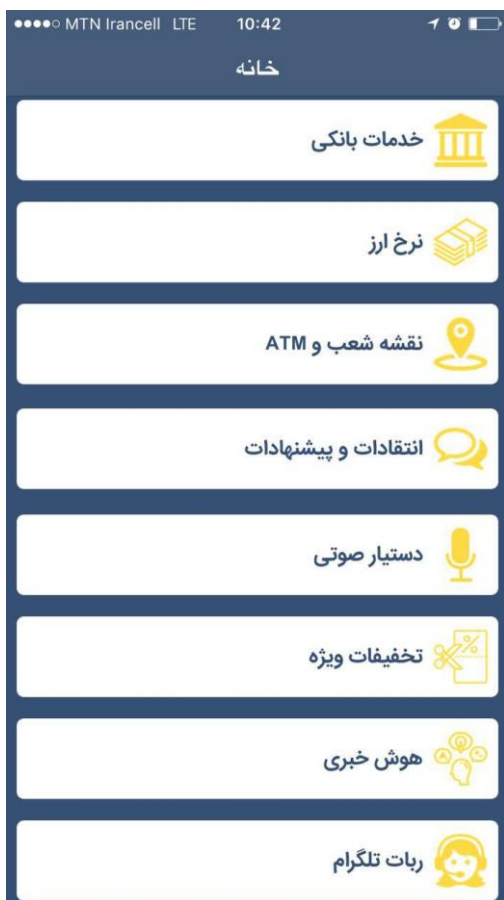 MTN Irancell LTE 10:42
خانه
خدمات بانکی
نرخ ارز
نقشه شعب و ATM
انتقادات و پیشنهادات
دستیار صوتی
%
تخفیفات ویژه
هوش خبری
ربات تلگرام